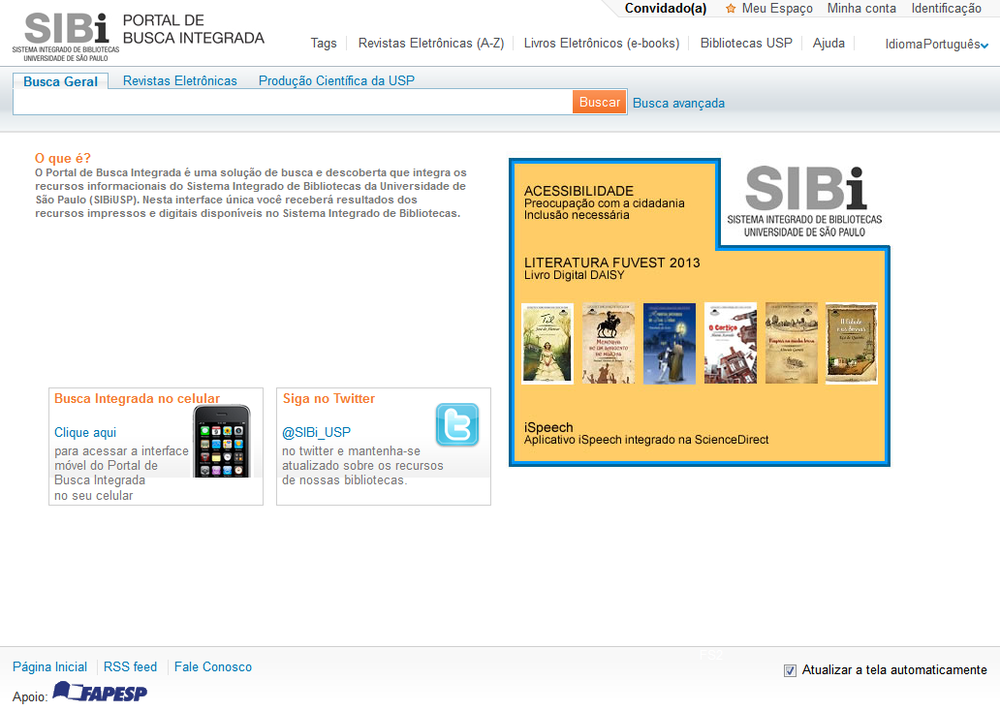 Convidado(a)
Meu Espaço
Minha conta
Identificação
SIBi
SISTEMA INTEGRADO DE BIBLIOTECAS
UNIVERSIDADE DE SÃO PAULO
PORTAL DE
BUSCA INTEGRADA
Tags
Revistas Eletrônicas (A-Z)
Livros Eletrônicos (e-books)
Bibliotecas USP
Ajuda
IdiomaPortuguês
Busca Geral
Revistas Eletrônicas
Produção Científica da USP
Buscar
Busca avançada
O que é?
O Portal de Busca Integrada é uma solução de busca e descoberta que integra os
recursos informacionais do Sistema Integrado de Bibliotecas da Universidade de
São Paulo (SIBiUSP). Nesta interface única você receberá resultados dos
recursos impressos e digitais disponíveis no Sistema Integrado de Bibliotecas.
ACESSIBILIDADE
Preocupação com a cidadania
Inclusão necessária
SIBi
SISTEMA INTEGRADO DE BIBLIOTECAS
UNIVERSIDADE DE SÃO PAULO
LITERATURA FUVEST 2013
Livro Digital DAISY
Til
O Cortiço
iSpeech
Aplicativo iSpeech integrado na ScienceDirect
Busca Integrada no celular
Clique aqui
para acessar a interface
móvel do Portal de
Busca Integrada
no seu celular
Siga no Twitter
@SIBi_USP
no twitter e mantenha-se
atualizado sobre os recursos
de nossas bibliotecas.
Página Inicial
RSS feed
Fale Conosco
Atualizar a tela automaticamente
Apoio: FAPESP